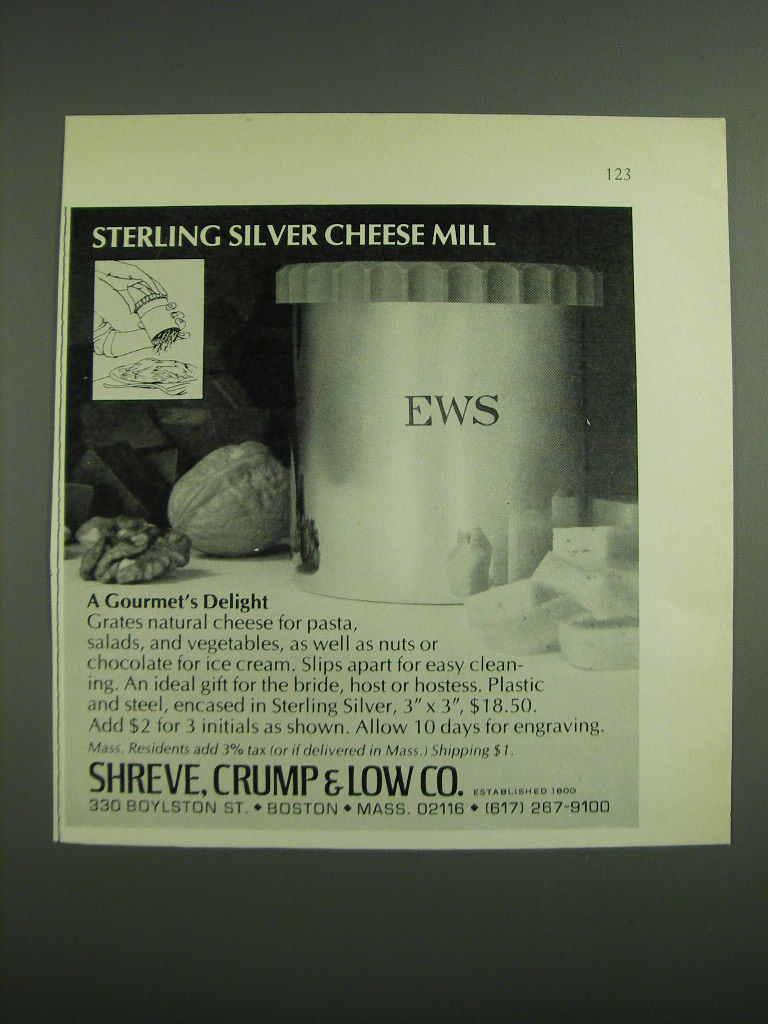 123
STERLING SILVER CHEESE MILL
EWS
A Gourmet's Delight
Grates natural cheese for pasta,
salads, and vegetables, as well as nuts or
chocolate for ice cream. Slips apart for easy clean-
ing. An ideal gift for the bride, host or hostess. Plastic
and steel, encased in Sterling Silver, 3" x 3", $18.50.
Add $2 for 3 initials as shown. Allow 10 days for engraving.
Mass. Residents add 3% tax (or if delivered in Mass.) Shipping $1.
SHREVE, CRUMP & LOW CO. ESTABLISHED 1800
330 BOYLSTON ST. ◆ BOSTON ◆ MASS. 02116 ◆ (617) 267-9100